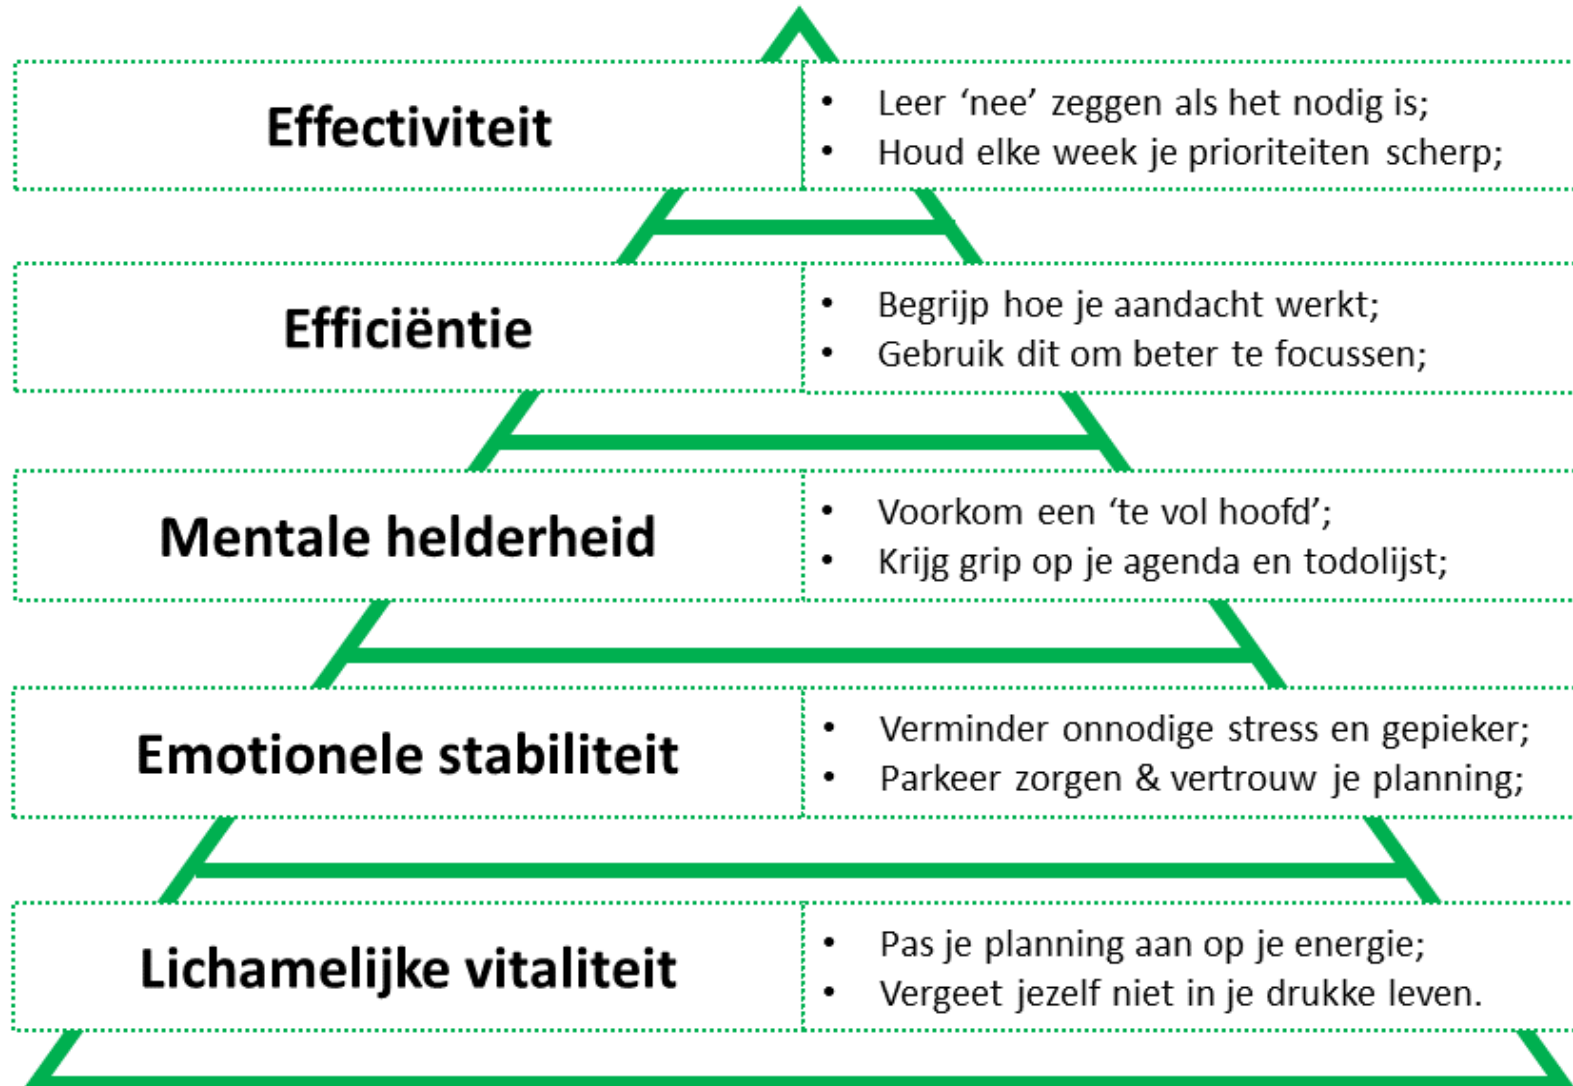 Effectiviteit
• Leer ‘nee’ zeggen als het nodig is;
• Houd elke week je prioriteiten scherp;
Efficiëntie
• Begrijp hoe je aandacht werkt;
• Gebruik dit om beter te focussen;
Mentale helderheid
• Voorkom een ‘te vol hoofd’;
• Krijg grip op je agenda en todolijst;
Emotionele stabiliteit
• Verminder onnodige stress en gepieker;
• Parkeer zorgen & vertrouw je planning;
Lichamelijke vitaliteit
• Pas je planning aan op je energie;
• Vergeet jezelf niet in je drukke leven.